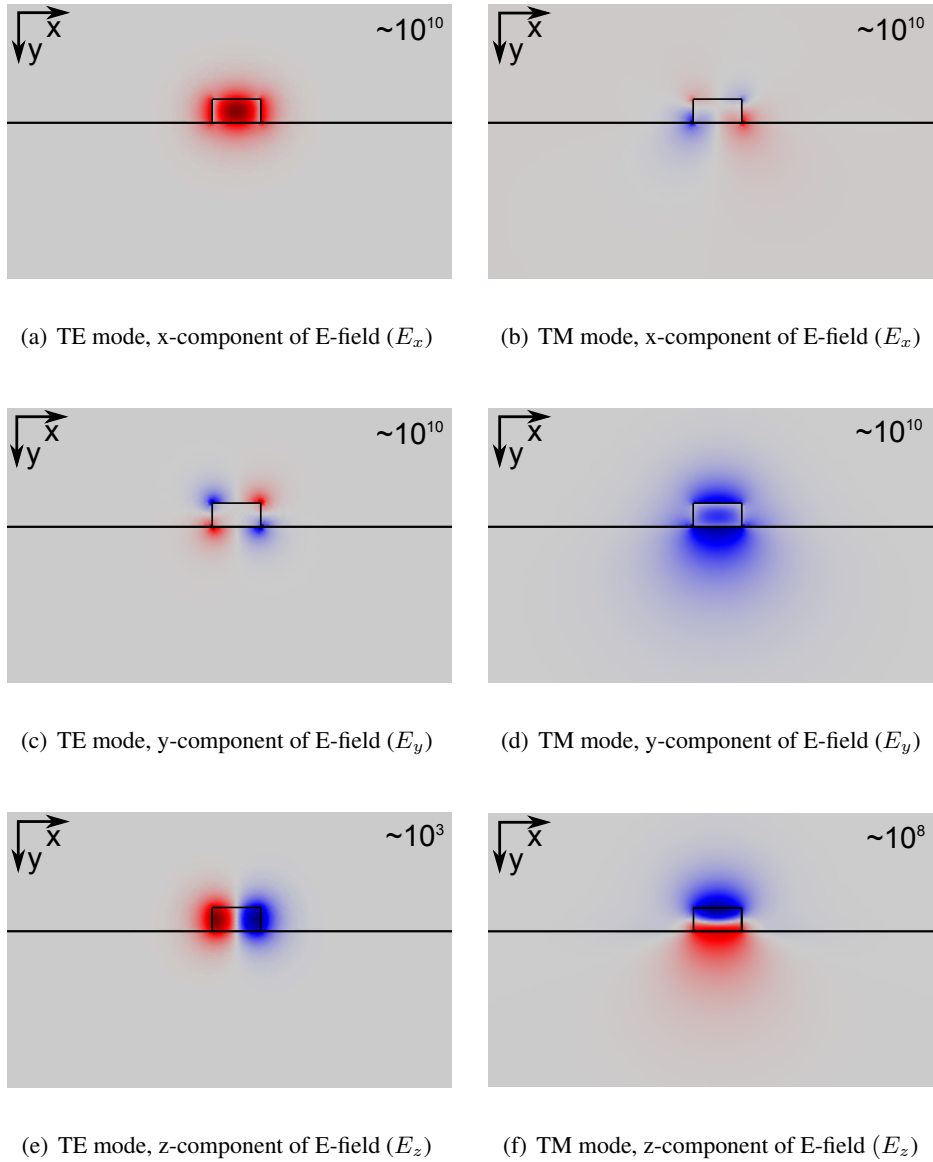 x
y
~10¹⁰
x
y
~10¹⁰
(a) TE mode, x-component of E-field (Eₓ)
(b) TM mode, x-component of E-field (Eₓ)
x
y
~10¹⁰
x
y
~10¹⁰
(c) TE mode, y-component of E-field (E_y)
(d) TM mode, y-component of E-field (E_y)
x
y
~10³
x
y
~10⁸
(e) TE mode, z-component of E-field (E_z)
(f) TM mode, z-component of E-field (E_z)